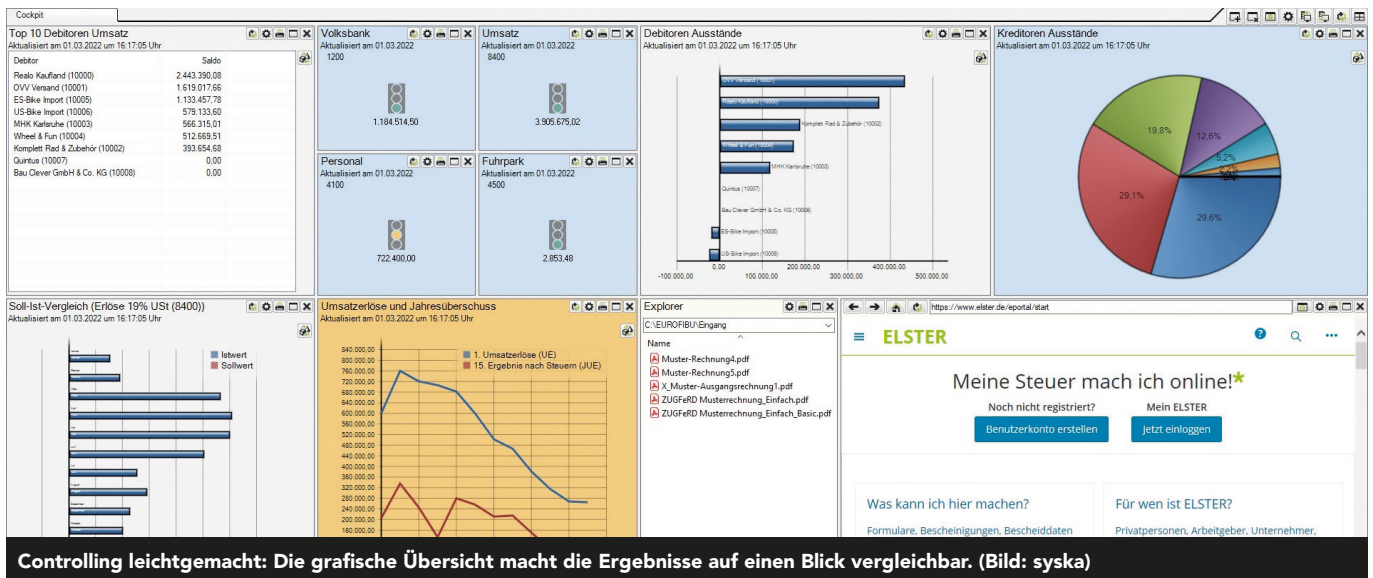 Cockpit
Top 10 Debitoren Umsatz
Aktualisiert am 01.03.2022 um 16:17:05 Uhr
Debitor Saldo
Realo Kaufland (10000) 2.443.390,08
OVV Versand (10001) 1.619.017,66
ES-Bike Import (10005) 1.133.457,78
US-Bike Import (10006) 579.133,60
MHK Karlsruhe (10003) 566.315,01
Wheel & Fun (10004) 512.669,51
Komplett Rad & Zubehör (10002) 393.654,68
Quintus (10007) 0,00
Bau Clever GmbH & Co. KG (10008) 0,00
Volksbank
Aktualisiert am 01.03.2022
1200
1.184.514,50
Umsatz
Aktualisiert am 01.03.2022
8400
3.905.675,02
Personal
Aktualisiert am 01.03.2022
4100
722.400,00
Fuhrpark
Aktualisiert am 01.03.2022
4500
2.853,48
Debitoren Ausstände
Aktualisiert am 01.03.2022 um 16:17:05 Uhr
OVV Versand (10001)
Realo Kaufland (10000)
Komplett Rad & Zubehör (10002)
Wheel & Fun (10004)
MHK Karlsruhe (10003)
Quintus (10007)
Bau Clever GmbH & Co. KG (10008)
ES-Bike Import (10005)
US-Bike Import (10006)
-100.000,00 0,00 100.000,00 200.000,00 300.000,00 400.000,00 500.000,00
Kreditoren Ausstände
Aktualisiert am 01.03.2022 um 16:17:05 Uhr
19,8%
12,6%
5,2%
29,1%
29,6%
Soll-Ist-Vergleich (Erlöse 19% USt (8400))
Aktualisiert am 01.03.2022 um 16:17:05 Uhr
Istwert
Sollwert
Umsatzerlöse und Jahresüberschuss
Aktualisiert am 01.03.2022 um 16:17:05 Uhr
1. Umsatzerlöse (UE)
15. Ergebnis nach Steuern (JUE)
840.000,00
800.000,00
760.000,00
720.000,00
680.000,00
640.000,00
600.000,00
560.000,00
520.000,00
480.000,00
440.000,00
400.000,00
360.000,00
320.000,00
280.000,00
240.000,00
200.000,00
160.000,00
Explorer
C:\EUROFIBU\Eingang
Name
Muster-Rechnung4.pdf
Muster-Rechnung5.pdf
X_Muster-Ausgangsrechnung1.pdf
ZUGFeRD Musterrechnung_Einfach.pdf
ZUGFeRD Musterrechnung_Einfach_Basic.pdf
https://www.elster.de/eportal/start
ELSTER
Meine Steuer mach ich online!*
Noch nicht registriert? Mein ELSTER
Benutzerkonto erstellen Jetzt einloggen
Was kann ich hier machen? Für wen ist ELSTER?
Formulare, Bescheinigungen, Bescheiddaten Privatpersonen, Arbeitgeber, Unternehmer,
Controlling leichtgemacht: Die grafische Übersicht macht die Ergebnisse auf einen Blick vergleichbar. (Bild: syska)